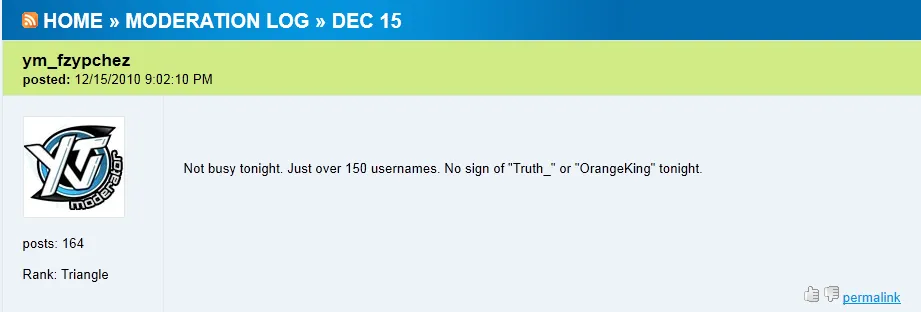 HOME » MODERATION LOG » DEC 15
ym_fzypchez
posted: 12/15/2010 9:02:10 PM
YTV
moderator
Not busy tonight. Just over 150 usernames. No sign of "Truth_" or "OrangeKing" tonight.
posts: 164
Rank: Triangle
permalink